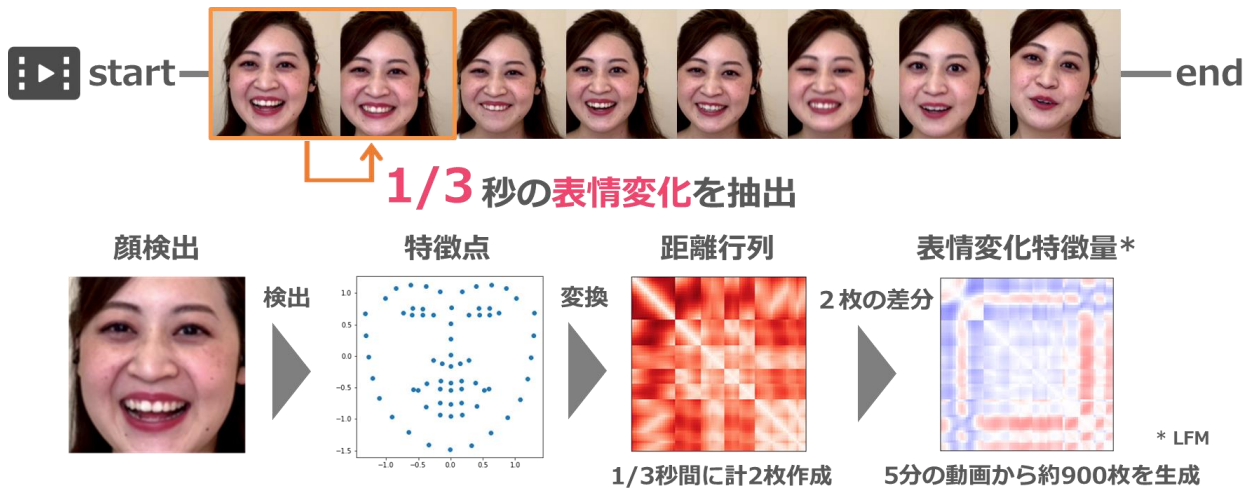 start
end
1/3 秒の表情変化を抽出
顔検出
特徴点
距離行列
表情変化特徴量*
検出
変換
2枚の差分
1.0
0.5
0.0
−0.5
−1.0
−1.5
−1.0 −0.5 0.0 0.5 1.0
* LFM
1/3秒間に計2枚作成
5分の動画から約900枚を生成